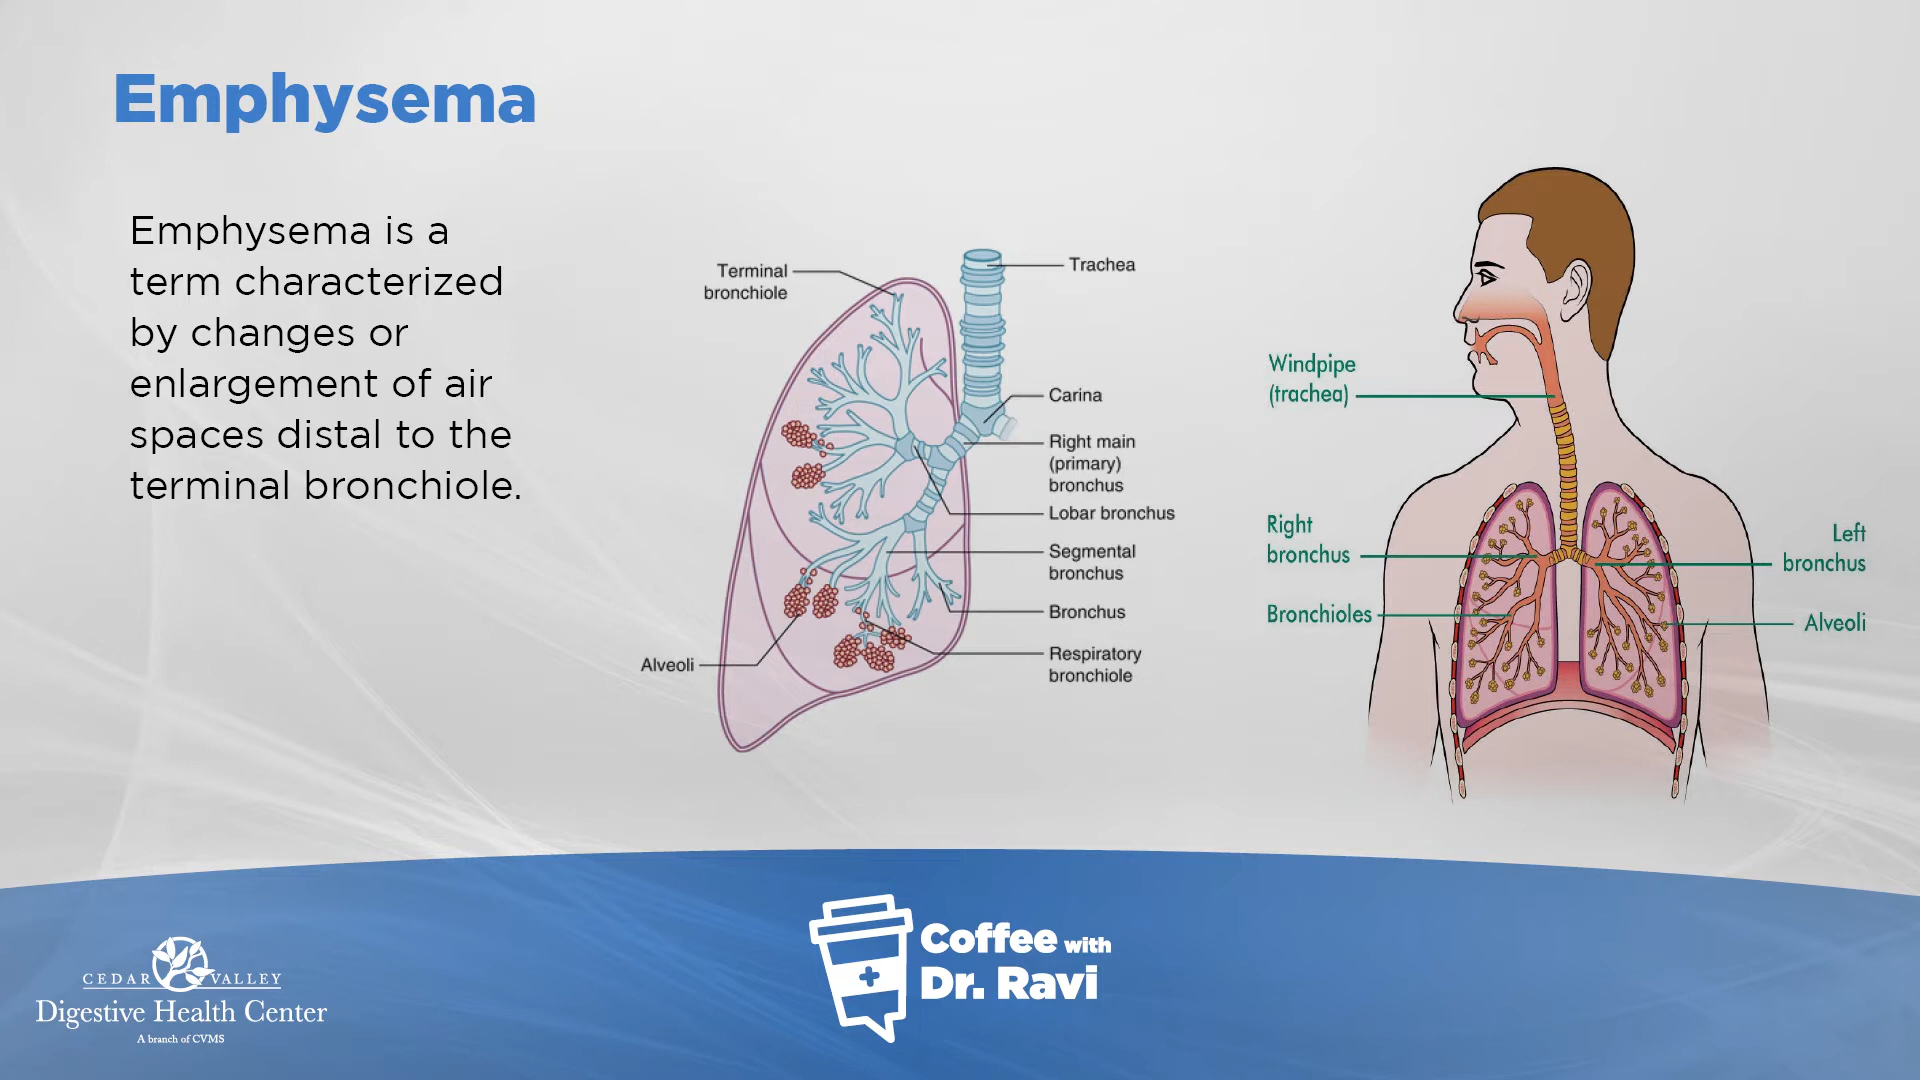 Emphysema
Emphysema is a
term characterized
by changes or
enlargement of air
spaces distal to the
terminal bronchiole.
Terminal
bronchiole
Trachea
Carina
Right main
(primary)
bronchus
Lobar bronchus
Segmental
bronchus
Bronchus
Respiratory
bronchiole
Alveoli
Windpipe
(trachea)
Right
bronchus
Bronchioles
Left
bronchus
Alveoli
CEDAR VALLEY
Digestive Health Center
A branch of CVMS
Coffee with
Dr. Ravi